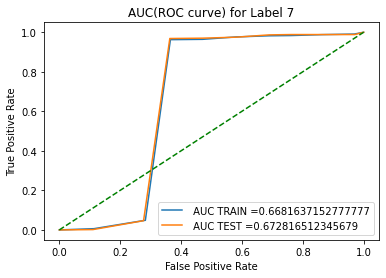 AUC(ROC curve) for Label 7
True Positive Rate
1.0
0.8
0.6
0.4
0.2
0.0
AUC TRAIN =0.6681637152777777
AUC TEST =0.672816512345679
0.0 0.2 0.4 0.6 0.8 1.0
False Positive Rate